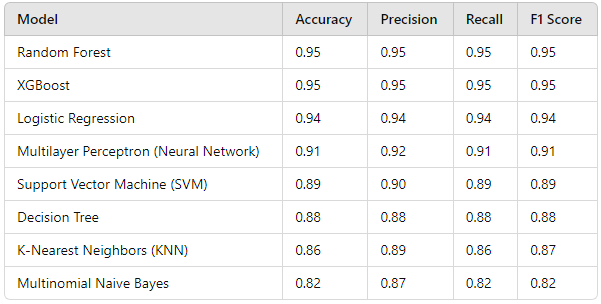 Model Accuracy Precision Recall F1 Score
Random Forest 0.95 0.95 0.95 0.95
XGBoost 0.95 0.95 0.95 0.95
Logistic Regression 0.94 0.94 0.94 0.94
Multilayer Perceptron (Neural Network) 0.91 0.92 0.91 0.91
Support Vector Machine (SVM) 0.89 0.90 0.89 0.89
Decision Tree 0.88 0.88 0.88 0.88
K-Nearest Neighbors (KNN) 0.86 0.89 0.86 0.87
Multinomial Naive Bayes 0.82 0.87 0.82 0.82